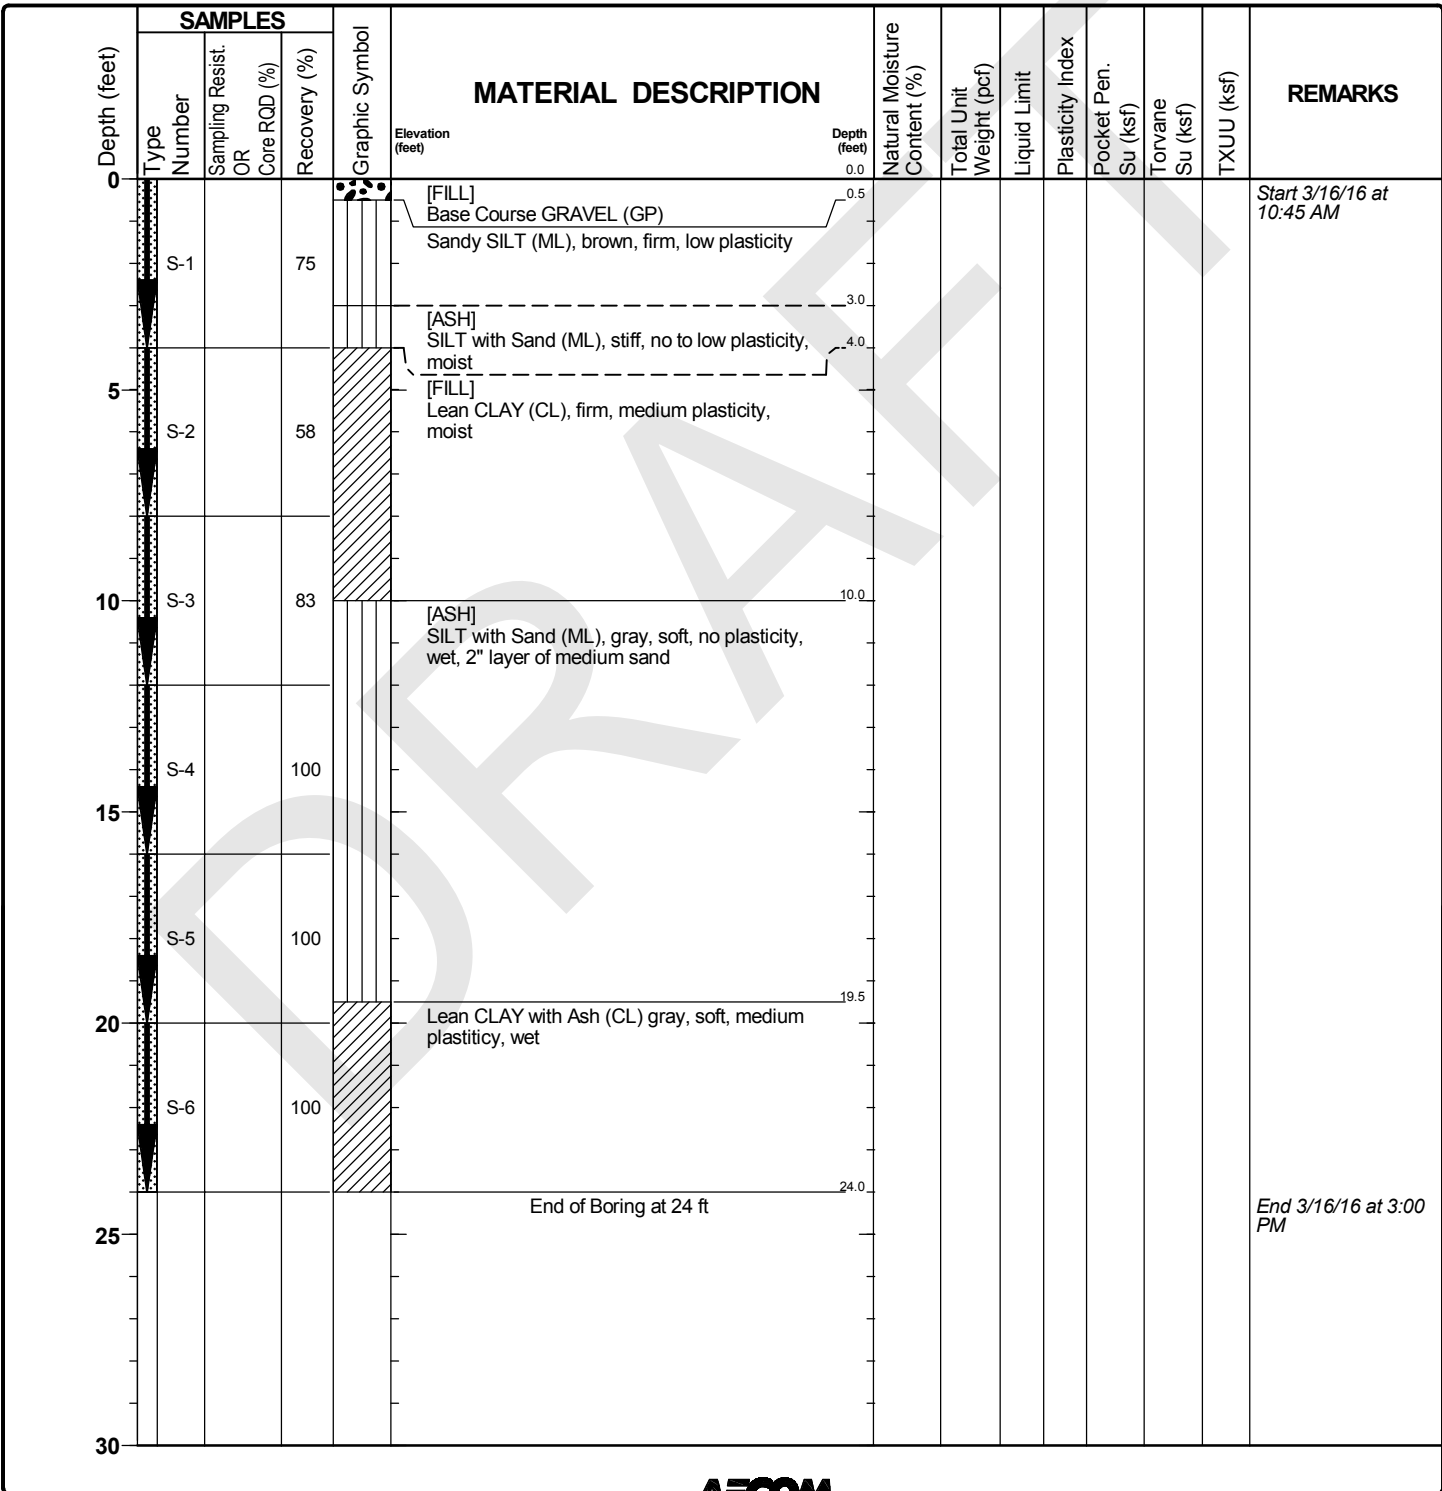 SAMPLES
Depth (feet)
Type
Number
Sampling Resist.
OR
Core RQD (%)
Recovery (%)
Graphic Symbol
MATERIAL DESCRIPTION
Elevation
(feet)
Depth
(feet)
Natural Moisture
Content (%)
Total Unit
Weight (pcf)
Liquid Limit
Plasticity Index
Pocket Pen.
Su (ksf)
Torvane
Su (ksf)
TXUU (ksf)
REMARKS
0
0.0
[FILL]
0.5
Base Course GRAVEL (GP)
Start 3/16/16 at
10:45 AM
Sandy SILT (ML), brown, firm, low plasticity
S-1
75
3.0
[ASH]
SILT with Sand (ML), stiff, no to low plasticity,
4.0
moist
5
[FILL]
Lean CLAY (CL), firm, medium plasticity,
moist
S-2
58
10
S-3
83
10.0
[ASH]
SILT with Sand (ML), gray, soft, no plasticity,
wet, 2" layer of medium sand
S-4
100
15
S-5
100
19.5
20
Lean CLAY with Ash (CL) gray, soft, medium
plastiticy, wet
S-6
100
24.0
End of Boring at 24 ft
End 3/16/16 at 3:00
PM
25
30
AECOM
DRAFT